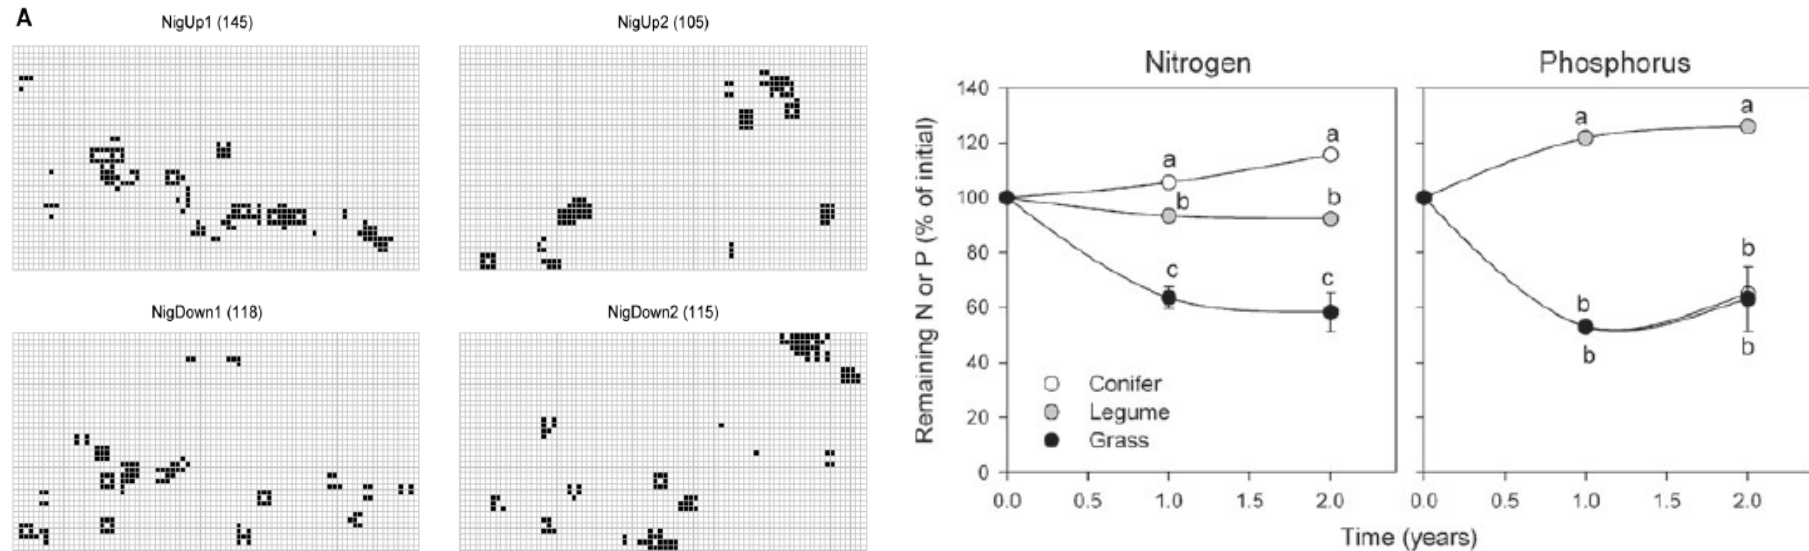 A
NigUp1 (145)
NigUp2 (105)
NigDown1 (118)
NigDown2 (115)
Nitrogen
Phosphorus
Remaining N or P (% of initial)
140
120
100
80
60
40
20
0
a
a
b
b
c
c
Conifer
Legume
Grass
a
a
b
b
b
b
0.0
0.5
1.0
1.5
2.0
0.0
0.5
1.0
1.5
2.0
Time (years)